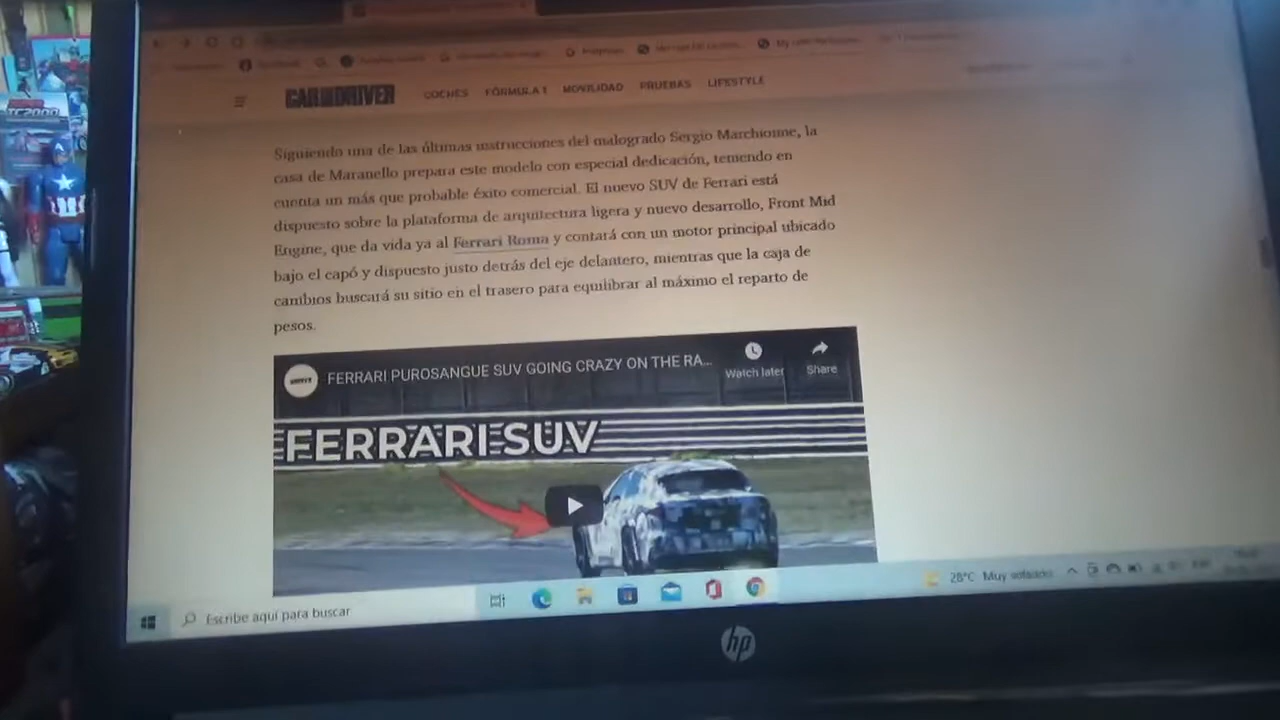 SUPER
TC2000
CAR AND DRIVER
COCHES FÓRMULA 1 MOVILIDAD PRUEBAS LIFESTYLE
Siguiendo una de las últimas instrucciones del malogrado Sergio Marchionne, la
casa de Maranello prepara este modelo con especial dedicación, teniendo en
cuenta un más que probable éxito comercial. El nuevo SUV de Ferrari está
dispuesto sobre la plataforma de arquitectura ligera y nuevo desarrollo, Front Mid
Engine, que da vida ya al Ferrari Roma y contará con un motor principal ubicado
bajo el capó y dispuesto justo detrás del eje delantero, mientras que la caja de
cambios buscará su sitio en el trasero para equilibrar al máximo el reparto de
pesos.
FERRARI PUROSANGUE SUV GOING CRAZY ON THE RA...
Watch later
Share
FERRARI SUV
Escribe aquí para buscar
28°C Muy soleado
hp